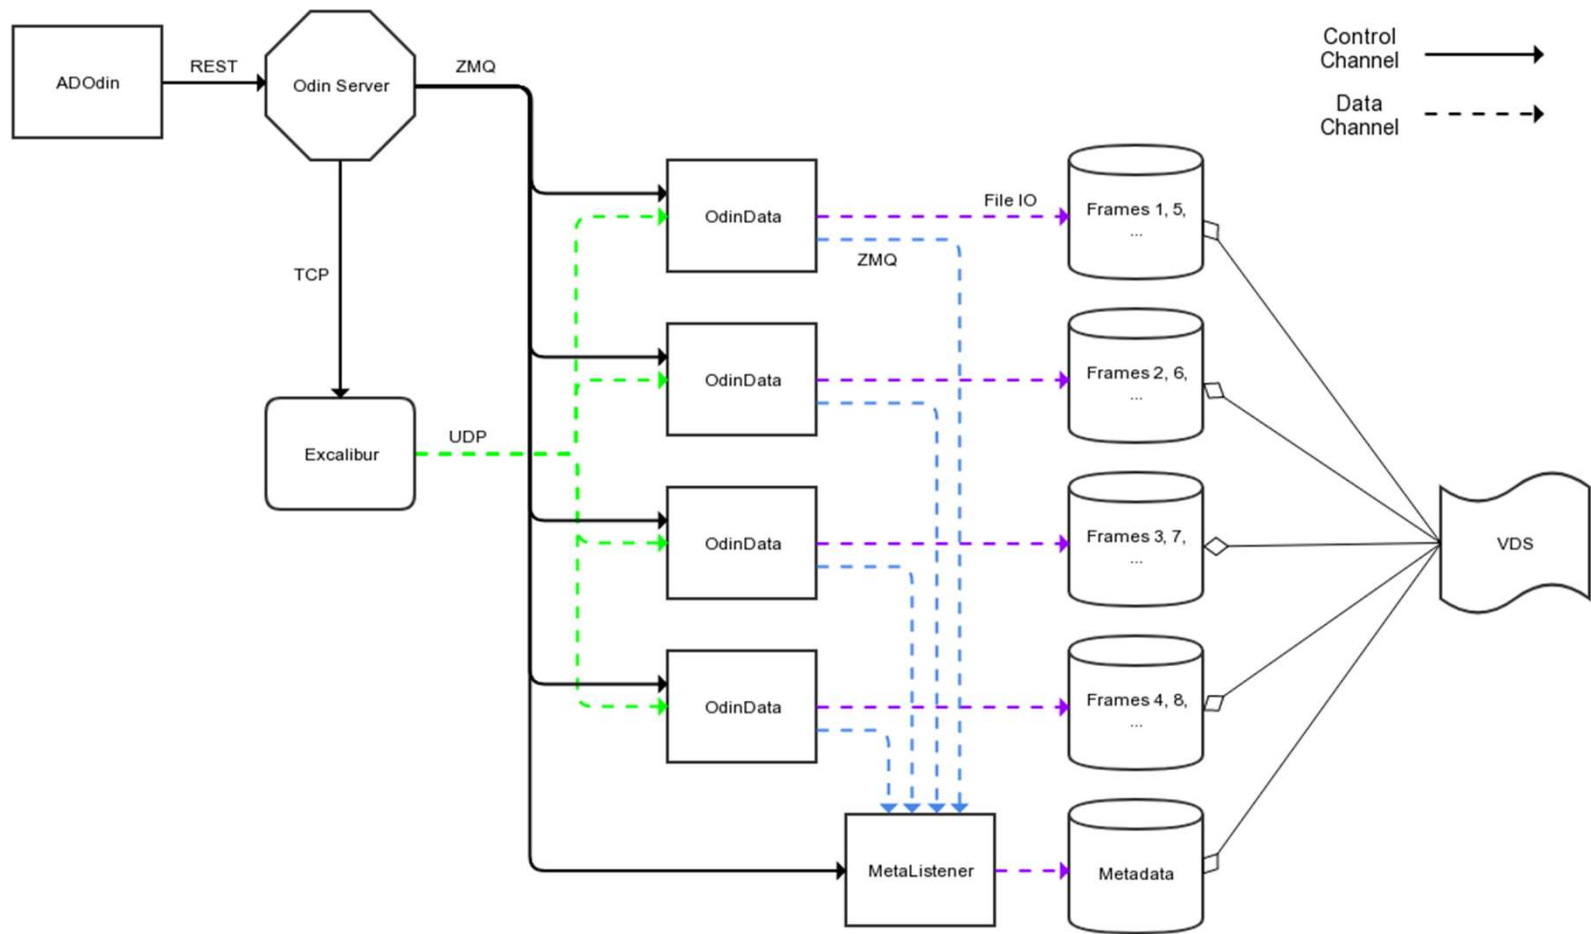 Control
Channel
Data
Channel
ADOdin
REST
Odin Server
ZMQ
TCP
Excalibur
UDP
OdinData
File IO
ZMQ
Frames 1, 5,
...
OdinData
Frames 2, 6,
...
OdinData
Frames 3, 7,
...
VDS
OdinData
Frames 4, 8,
...
MetaListener
Metadata